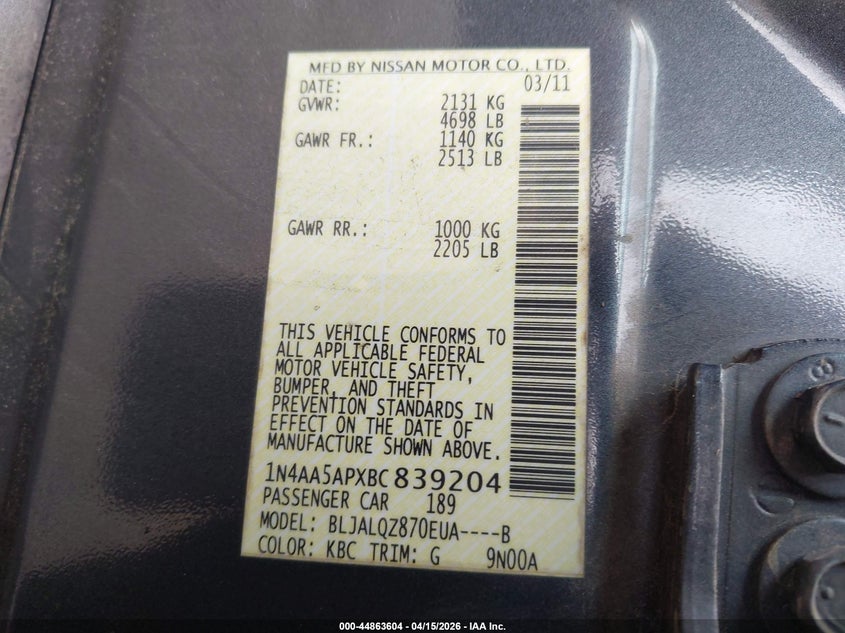 MFD BY NISSAN MOTOR CO., LTD.
DATE: 03/11
GVWR: 2131 KG
4698 LB
GAWR FR.: 1140 KG
2513 LB
GAWR RR.: 1000 KG
2205 LB
THIS VEHICLE CONFORMS TO
ALL APPLICABLE FEDERAL
MOTOR VEHICLE SAFETY,
BUMPER, AND THEFT
PREVENTION STANDARDS IN
EFFECT ON THE DATE OF
MANUFACTURE SHOWN ABOVE.
1N4AA5APXBC839204
PASSENGER CAR 189
MODEL: BLJALQZ870EUA----B
COLOR: KBC TRIM: G 9N00A
8
000-44863604 - 04/15/2026 - IAA Inc.